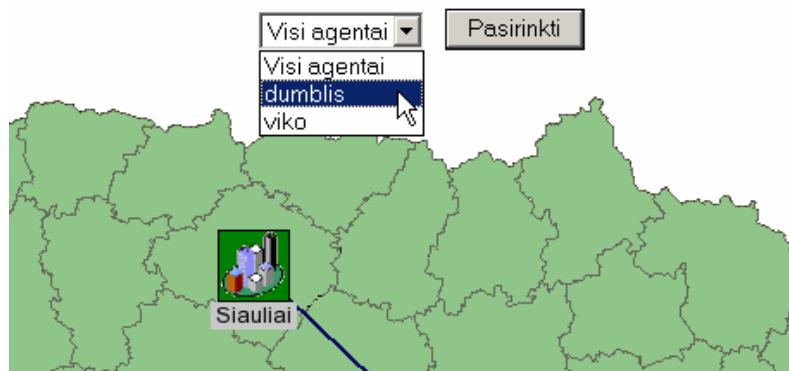 Visi agentai
Pasirinkti
Visi agentai
dumblis
viko
Siauliai